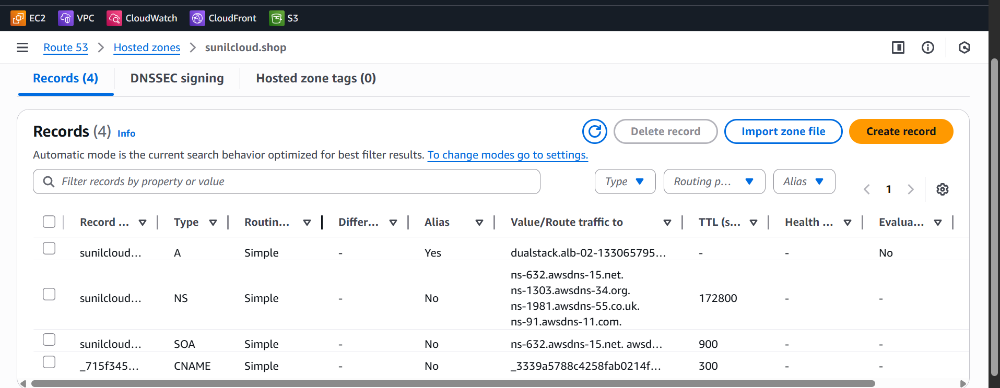 EC2 VPC CloudWatch CloudFront S3
Route 53 Hosted zones sunilcloud.shop
Records (4) DNSSEC signing Hosted zone tags (0)
Records (4) Info Delete record Import zone file Create record
Automatic mode is the current search behavior optimized for best filter results. To change modes go to settings.
Filter records by property or value Type Routing p... Alias 1
Record ... Type Routin... Differ... Alias Value/Route traffic to TTL (s... Health ... Evalua...
sunilcloud... A Simple - Yes dualstack.alb-02-133065795... - - No
ns-632.awsdns-15.net.
ns-1303.awsdns-34.org.
sunilcloud... NS Simple - No ns-1981.awsdns-55.co.uk. 172800 - -
ns-91.awsdns-11.com.
sunilcloud... SOA Simple - No ns-632.awsdns-15.net. awsd... 900 - -
_715f345... CNAME Simple - No _3339a5788c4258fab0214f... 300 - -